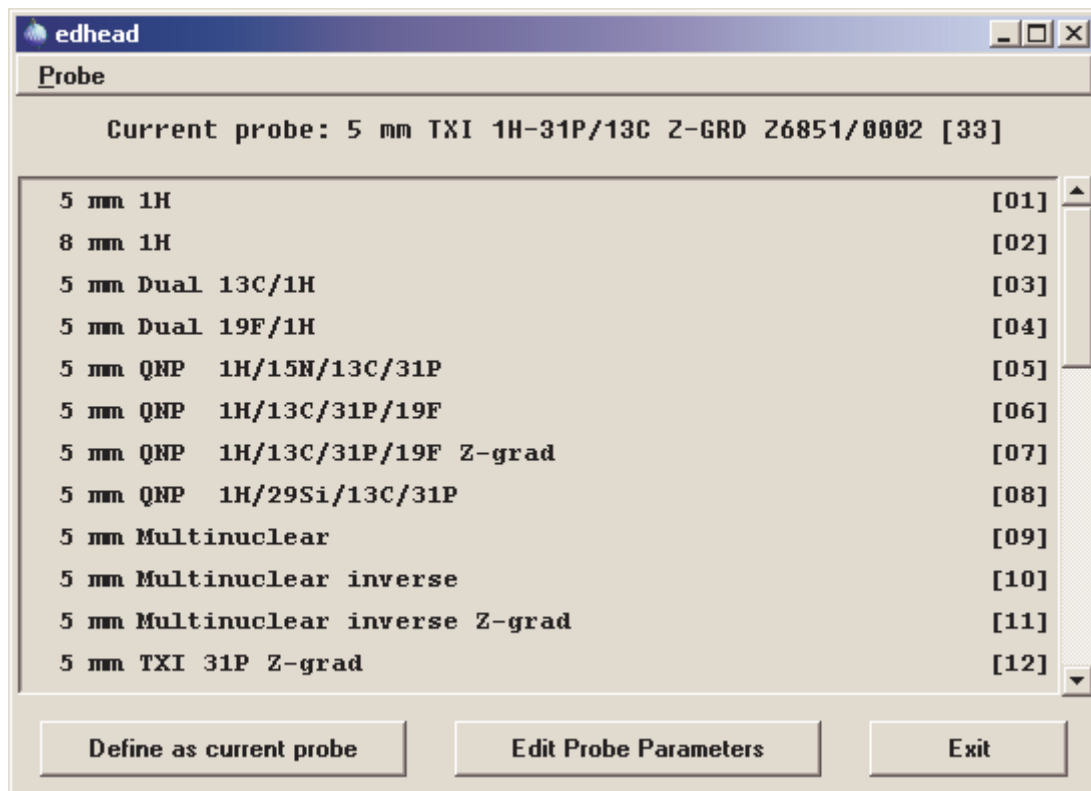 edhead
Probe
Current probe: 5 mm TXI 1H-31P/13C Z-GRD Z6851/0002 [33]
5 mm 1H [01]
8 mm 1H [02]
5 mm Dual 13C/1H [03]
5 mm Dual 19F/1H [04]
5 mm QNP 1H/15N/13C/31P [05]
5 mm QNP 1H/13C/31P/19F [06]
5 mm QNP 1H/13C/31P/19F Z-grad [07]
5 mm QNP 1H/29Si/13C/31P [08]
5 mm Multinuclear [09]
5 mm Multinuclear inverse [10]
5 mm Multinuclear inverse Z-grad [11]
5 mm TXI 31P Z-grad [12]
Define as current probe Edit Probe Parameters Exit